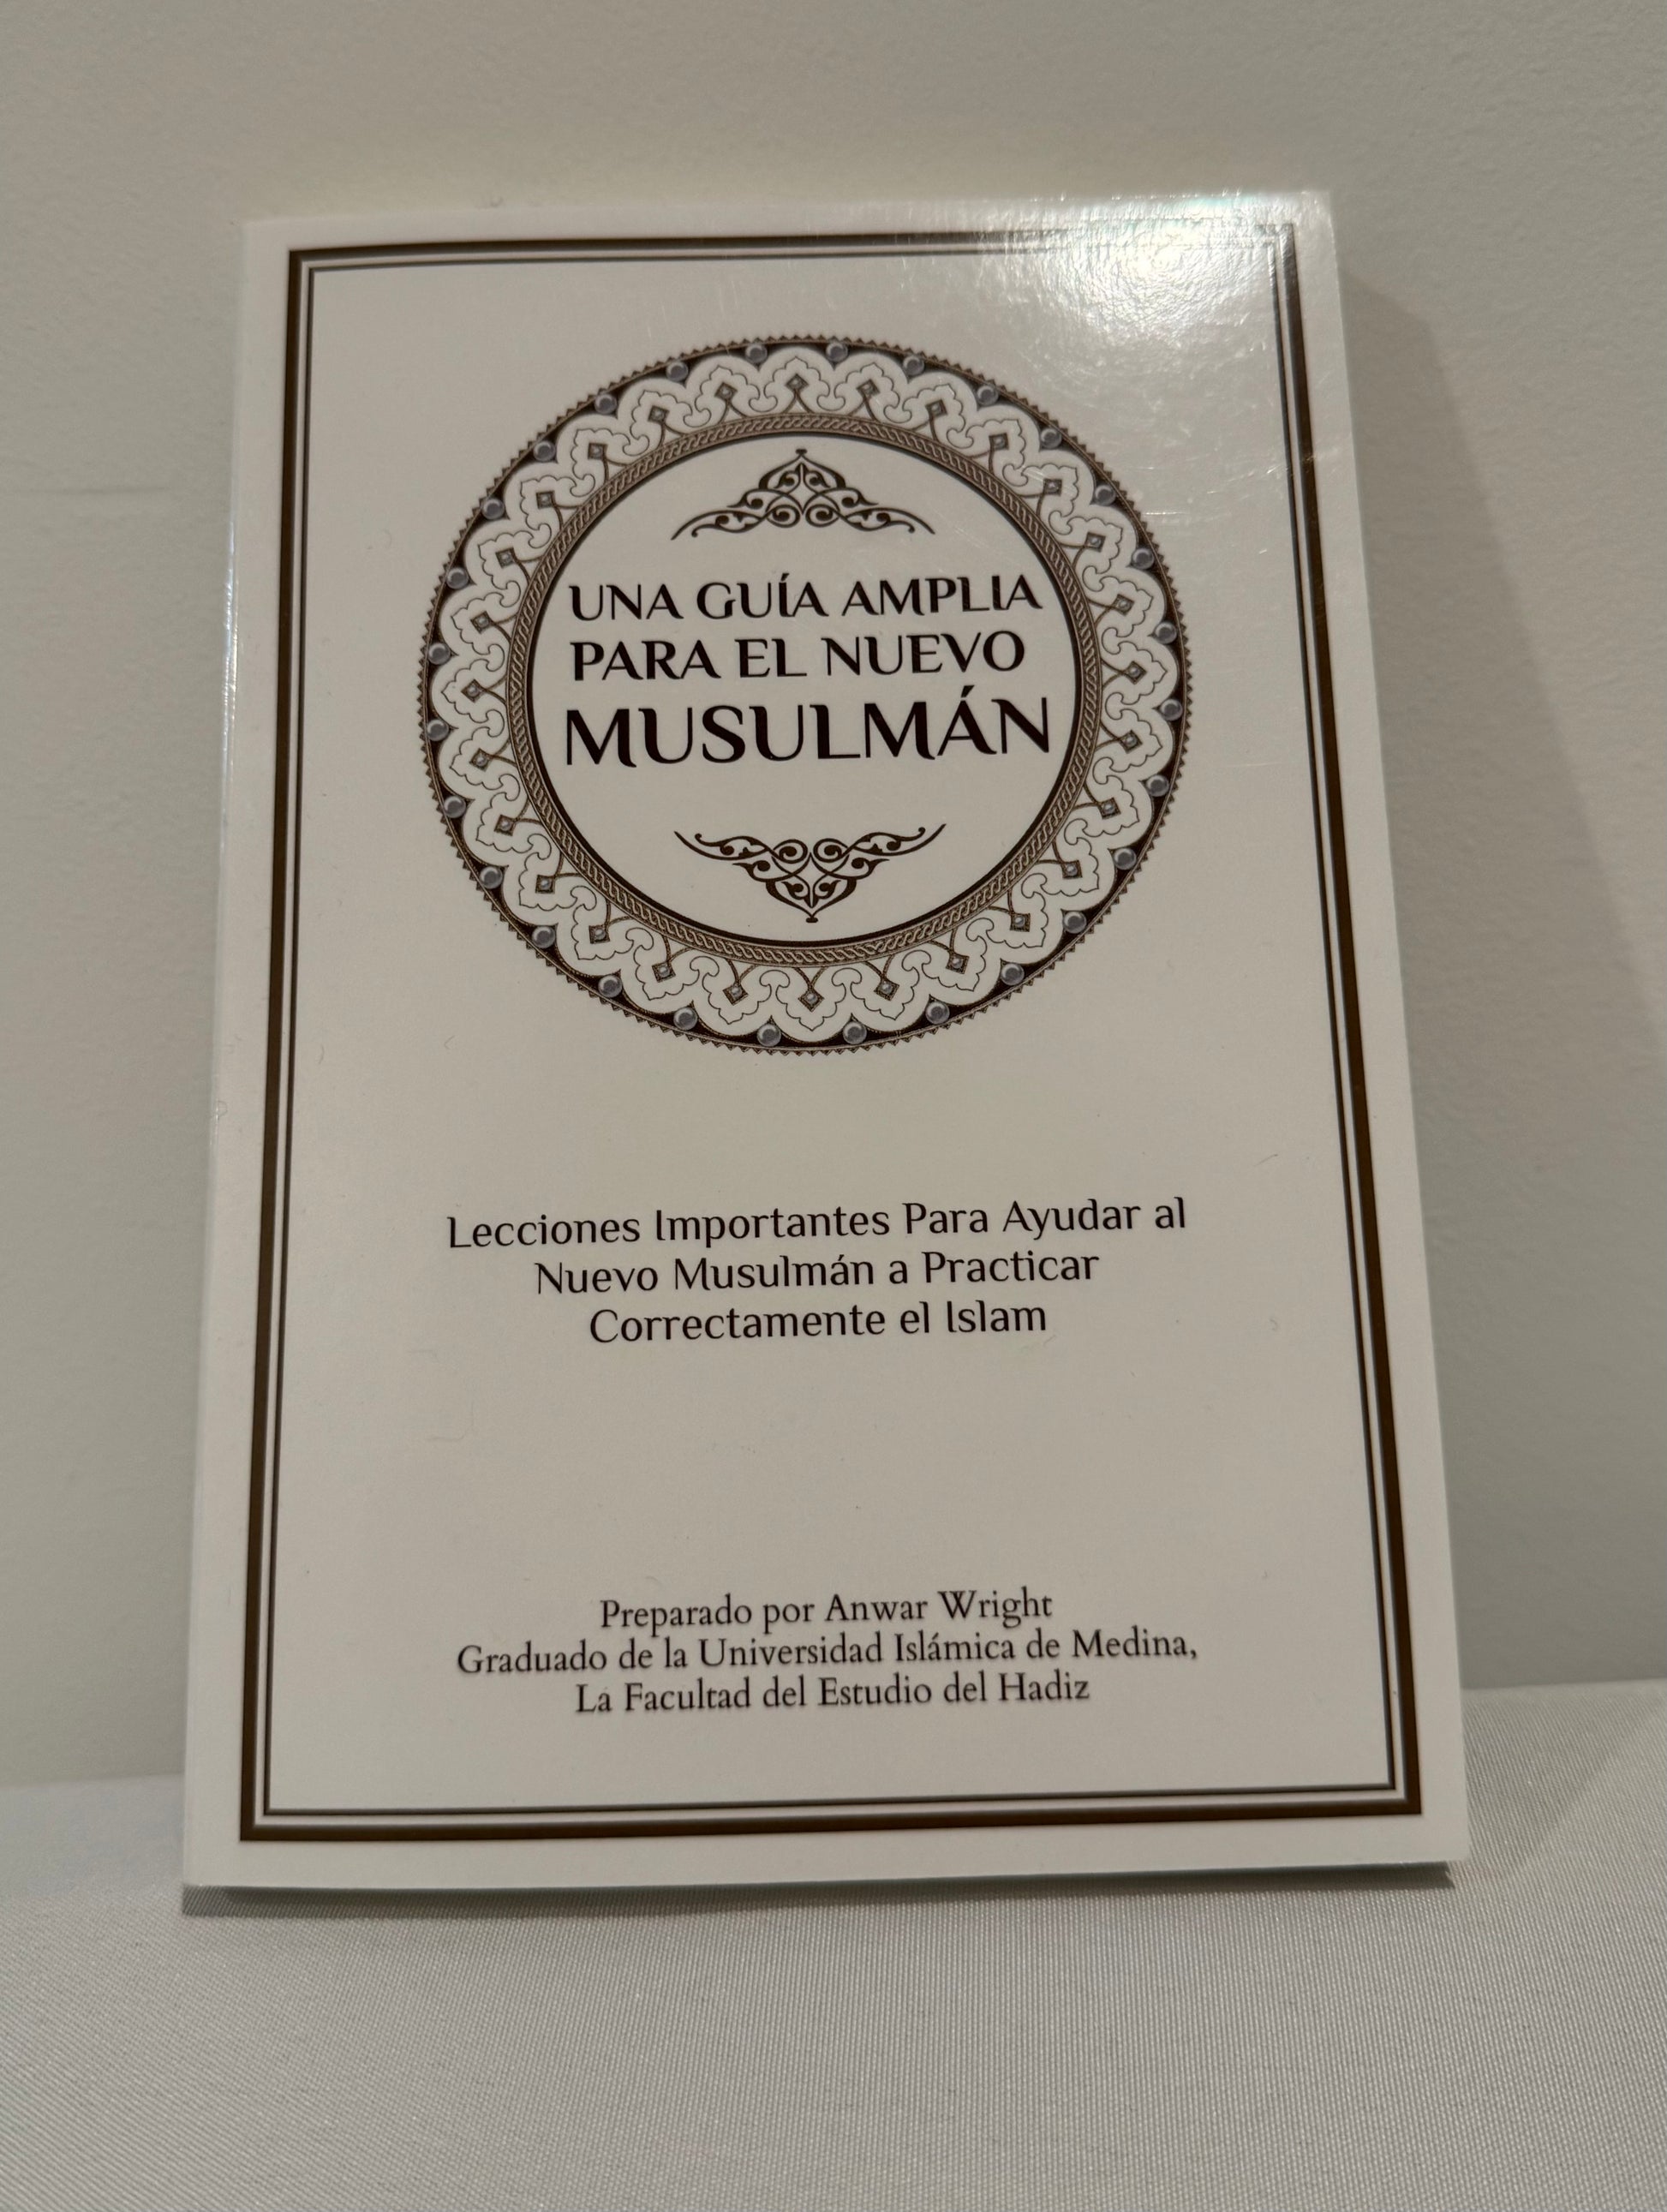 UNA GUÍA AMPLIA
PARA EL NUEVO
MUSULMÁN
Lecciones Importantes Para Ayudar al
Nuevo Musulmán a Practicar
Correctamente el Islam
Preparado por Anwar Wright
Graduado de la Universidad Islámica de Medina,
La Facultad del Estudio del Hadiz